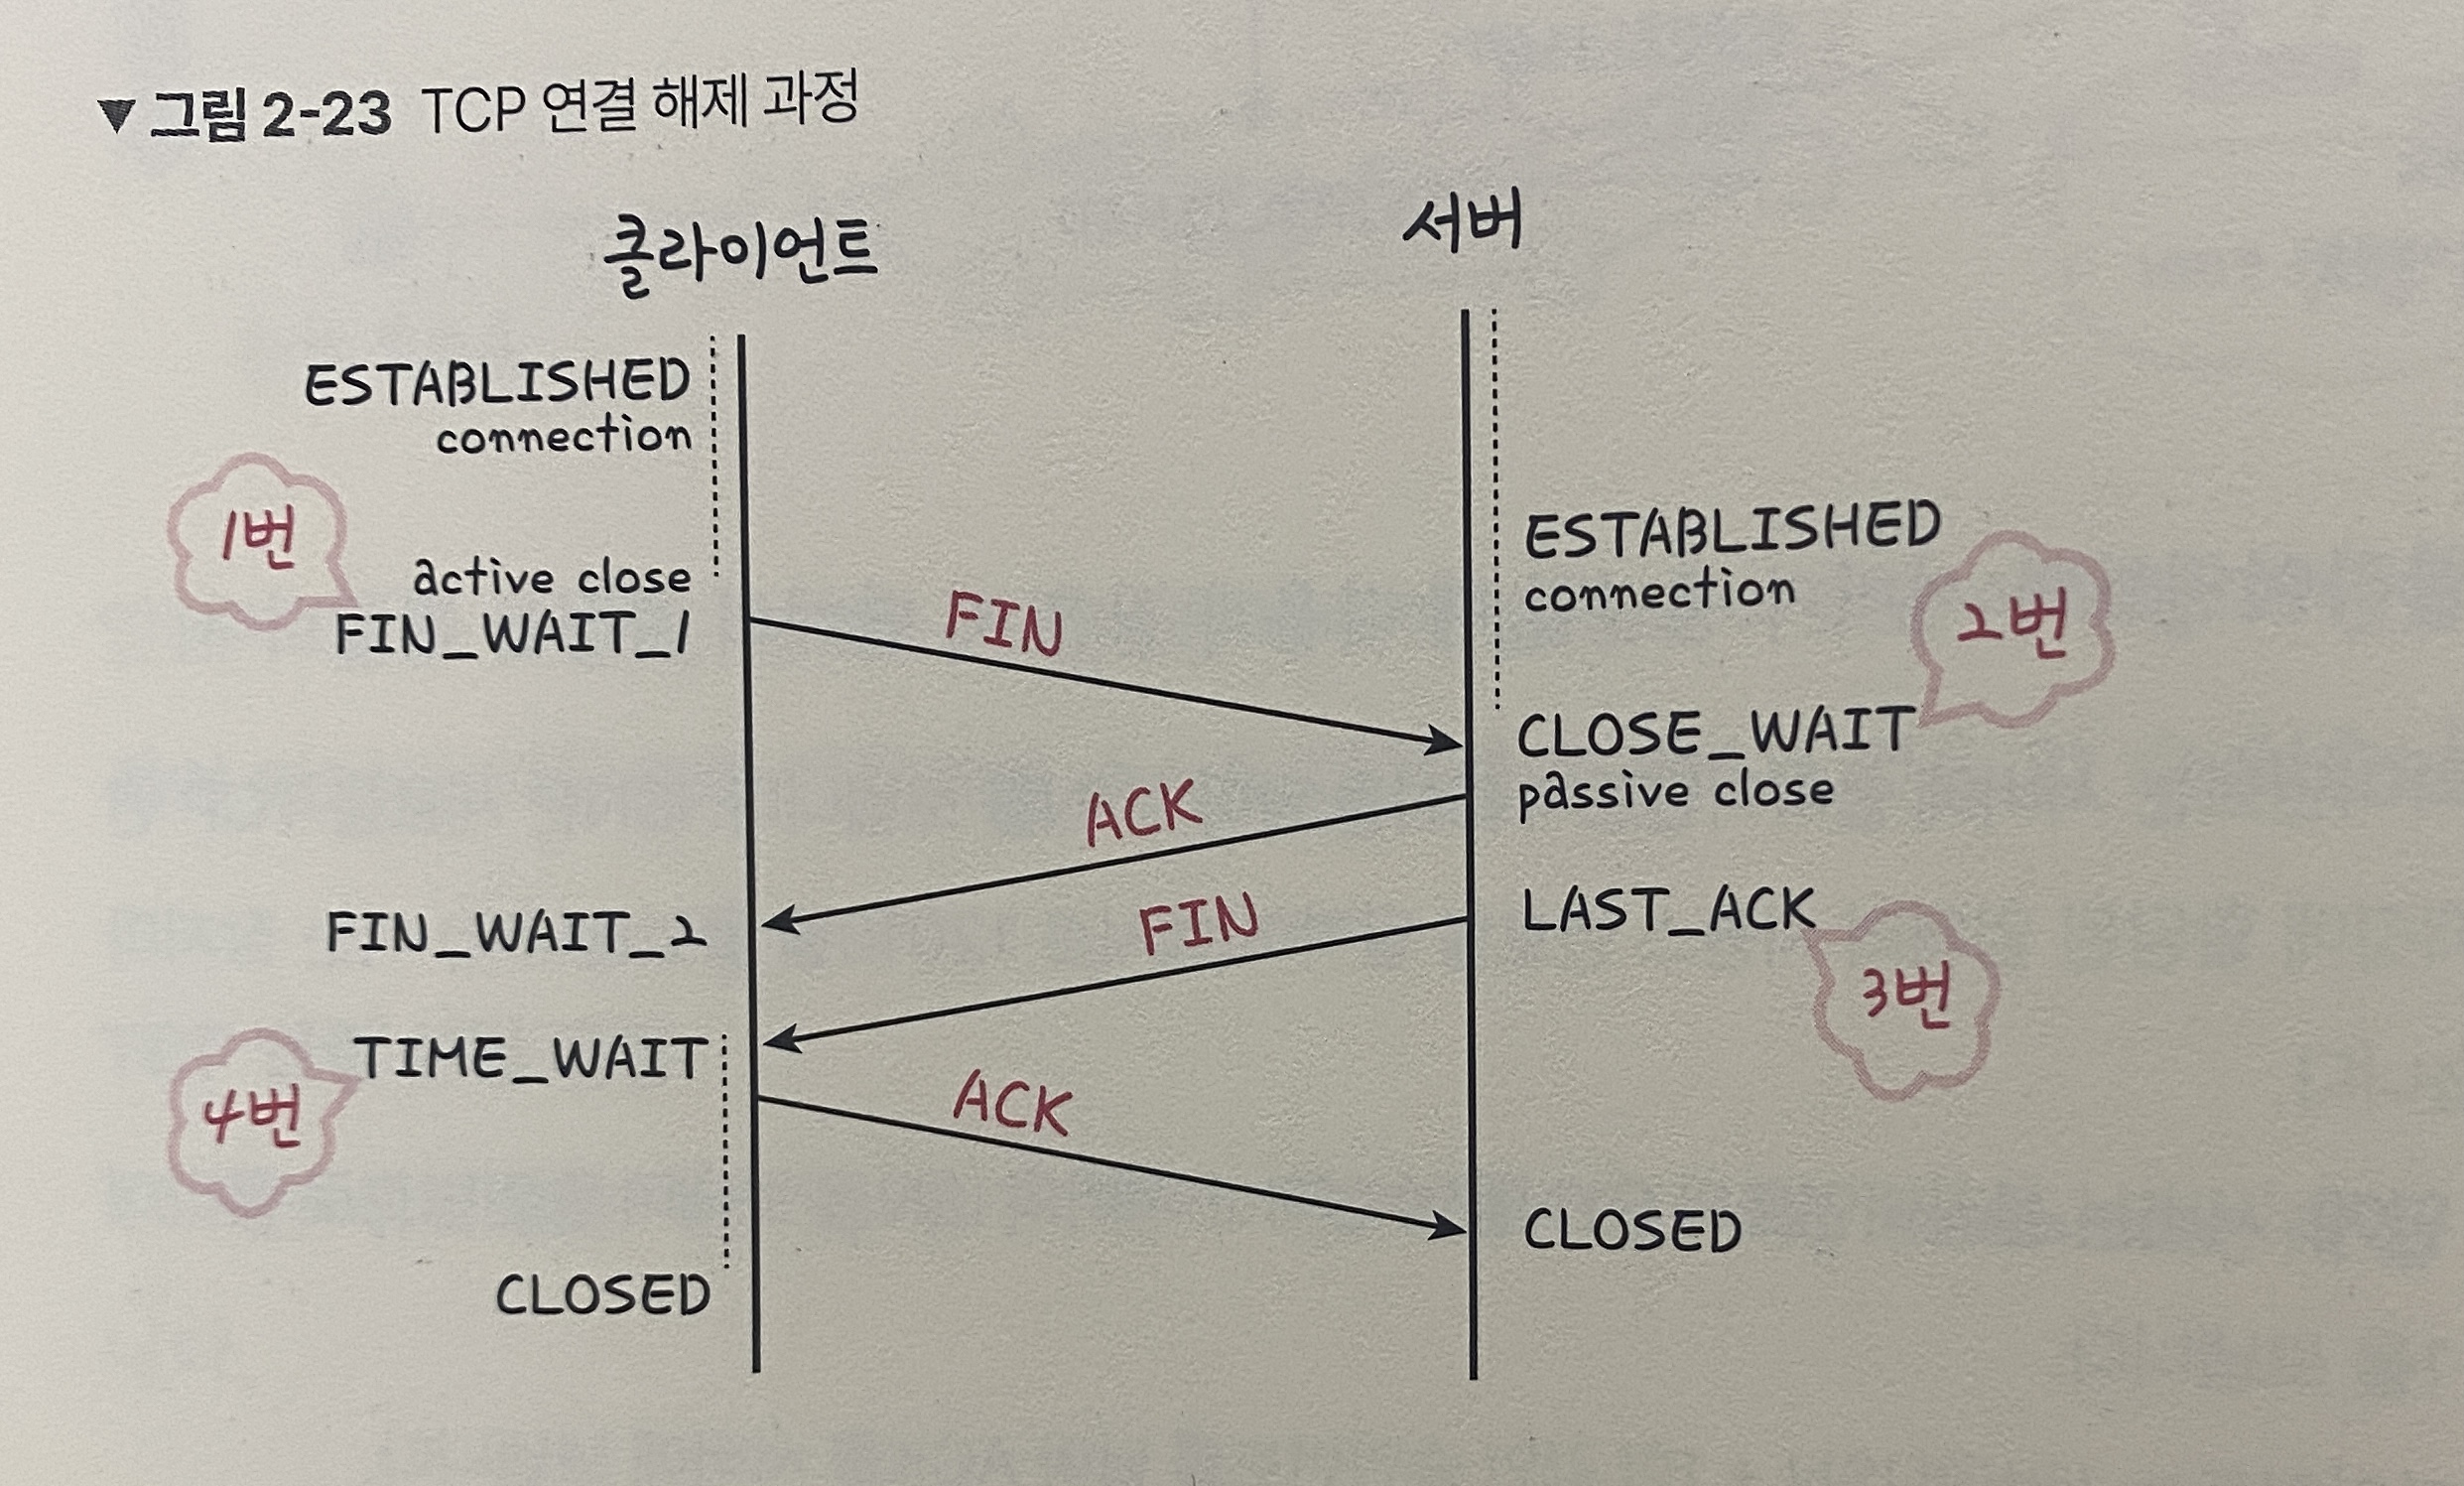 ▼ 그림 2-23 TCP 연결 해제 과정
클라이언트
서버
ESTABLISHED
connection
1번
active close
FIN_WAIT_1
FIN
ESTABLISHED
connection
2번
CLOSE_WAIT
passive close
ACK
FIN_WAIT_2
FIN
LAST_ACK
3번
TIME_WAIT
4번
ACK
CLOSED
CLOSED